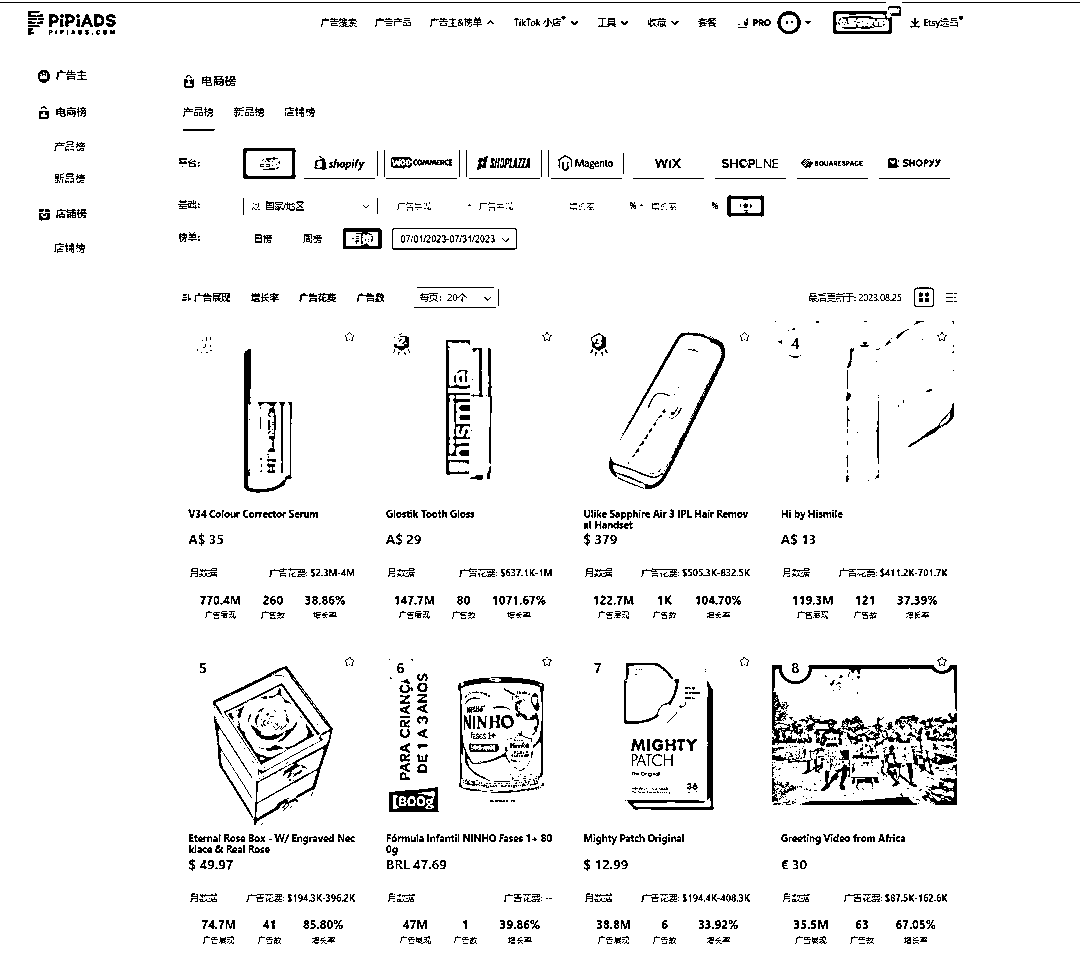 PiPiADS
PIPIADS.COM
广告搜索 广告产品 广告主&榜单 TikTok 小店 工具 收藏 套餐 PRO Etsy选品
广告主
电商榜
产品榜
新品榜
店铺榜
店铺榜
电商榜
产品榜 新品榜 店铺榜
平台: shopify WOO COMMERCE SHOPLAZZA Magento WiX SHOPLINE SQUARESPACE SHOPYY
基础: 国家/地区 广告展现 - 广告展现 增长率 % - 增长率 %
榜单: 日榜 周榜 月榜 07/01/2023-07/31/2023
广告展现 增长率 广告花费 广告数 每页: 20个 最后更新于: 2023.08.25
V34 Colour Corrector Serum
A$ 35
月数据 广告花费: $2.3M-4M
770.4M 260 38.86%
广告展现 广告数 增长率
hismile
Glostik Tooth Gloss
A$ 29
月数据 广告花费: $637.1K-1M
147.7M 80 1071.67%
广告展现 广告数 增长率
Ulike Sapphire Air 3 IPL Hair Remov
al Handset
$ 379
月数据 广告花费: $505.3K-832.5K
122.7M 1K 104.70%
广告展现 广告数 增长率
4
Hi by Hismile
A$ 13
月数据 广告花费: $411.2K-701.7K
119.3M 121 37.39%
广告展现 广告数 增长率
5
Eternal Rose Box - W/ Engraved Nec
klace & Real Rose
$ 49.97
月数据 广告花费: $194.3K-396.2K
74.7M 41 85.80%
广告展现 广告数 增长率
6
PARA CRIANÇA
DE 1 A 3 ANOS
NINHO
Fases 1+
800g
Fórmula Infantil NINHO Fases 1+ 80
0g
BRL 47.69
月数据 广告花费: --
47M 1 39.86%
广告展现 广告数 增长率
7
MIGHTY
PATCH
The Original
36
Mighty Patch Original
$ 12.99
月数据 广告花费: $194.4K-408.3K
38.8M 6 33.92%
广告展现 广告数 增长率
8
Greeting Video from Africa
€ 30
月数据 广告花费: $87.5K-162.6K
35.5M 63 67.05%
广告展现 广告数 增长率